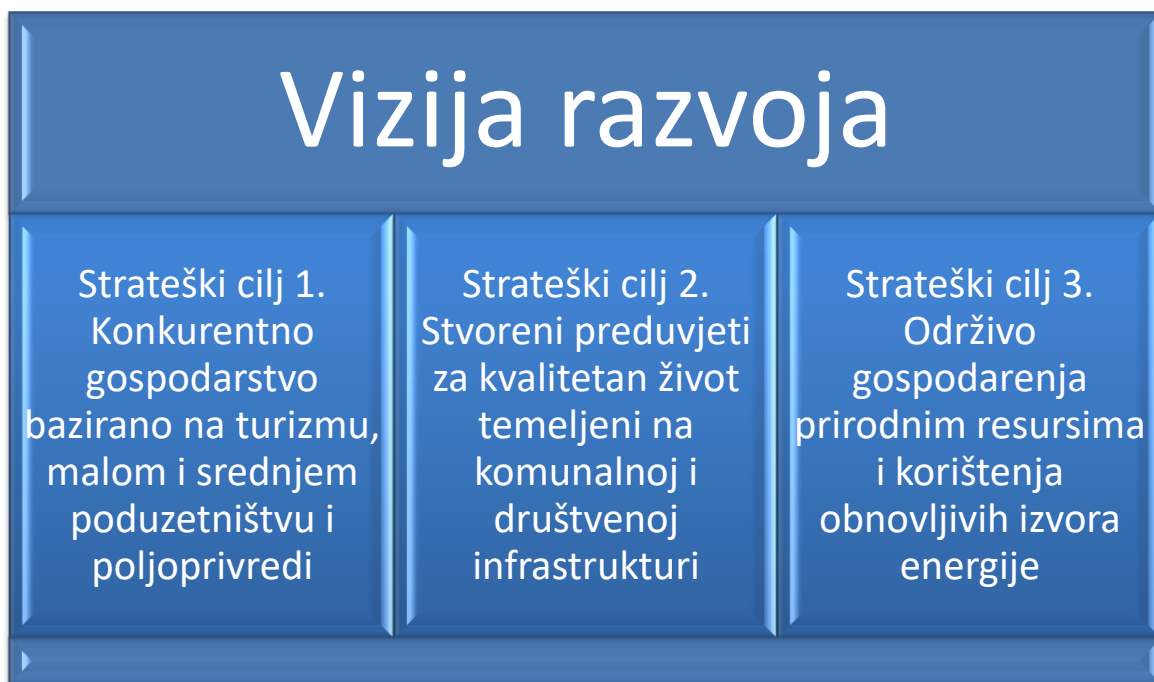 Vizija razvoja
Strateški cilj 1.
Konkurentno
gospodarstvo
bazirano na turizmu,
malom i srednjem
poduzetništvu i
poljoprivredi
Strateški cilj 2.
Stvoreni preduvjeti
za kvalitetan život
temeljeni na
komunalnoj i
društvenoj
infrastrukturi
Strateški cilj 3.
Održivo
gospodarenja
prirodnim resursima
i korištenja
obnovljivih izvora
energije